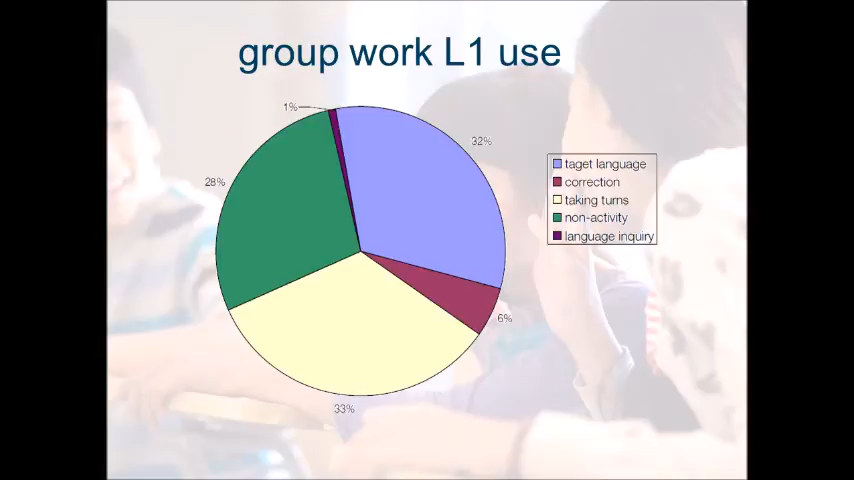 group work L1 use
1%
32%
28%
6%
33%
taget language
correction
taking turns
non-activity
language inquiry